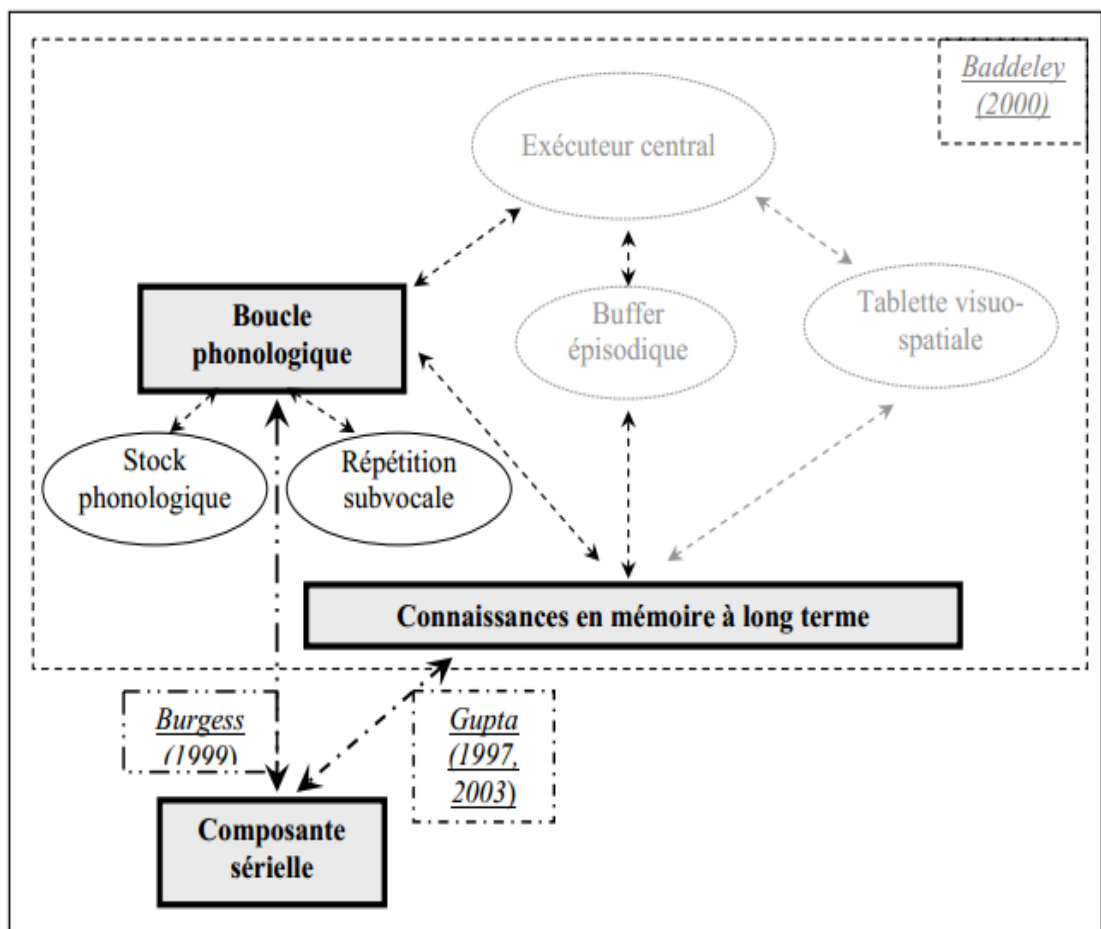 Baddeley
(2000)
Exécuteur central
Boucle
phonologique
Buffer
épisodique
Tablette visuo-
spatiale
Stock
phonologique
Répétition
subvocale
Connaissances en mémoire à long terme
Burgess
(1999)
Gupta
(1997,
2003)
Composante
sérielle